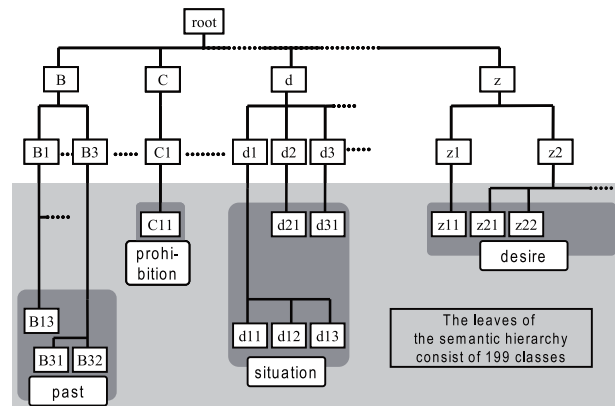 root
B C d z
B1 B3 C1 d1 d2 d3 z1 z2
C11 d21 d31 z11 z21 z22
prohi-
bition
desire
B13 d11 d12 d13
B31 B32
past
situation
The leaves of
the semantic hierarchy
consist of 199 classes